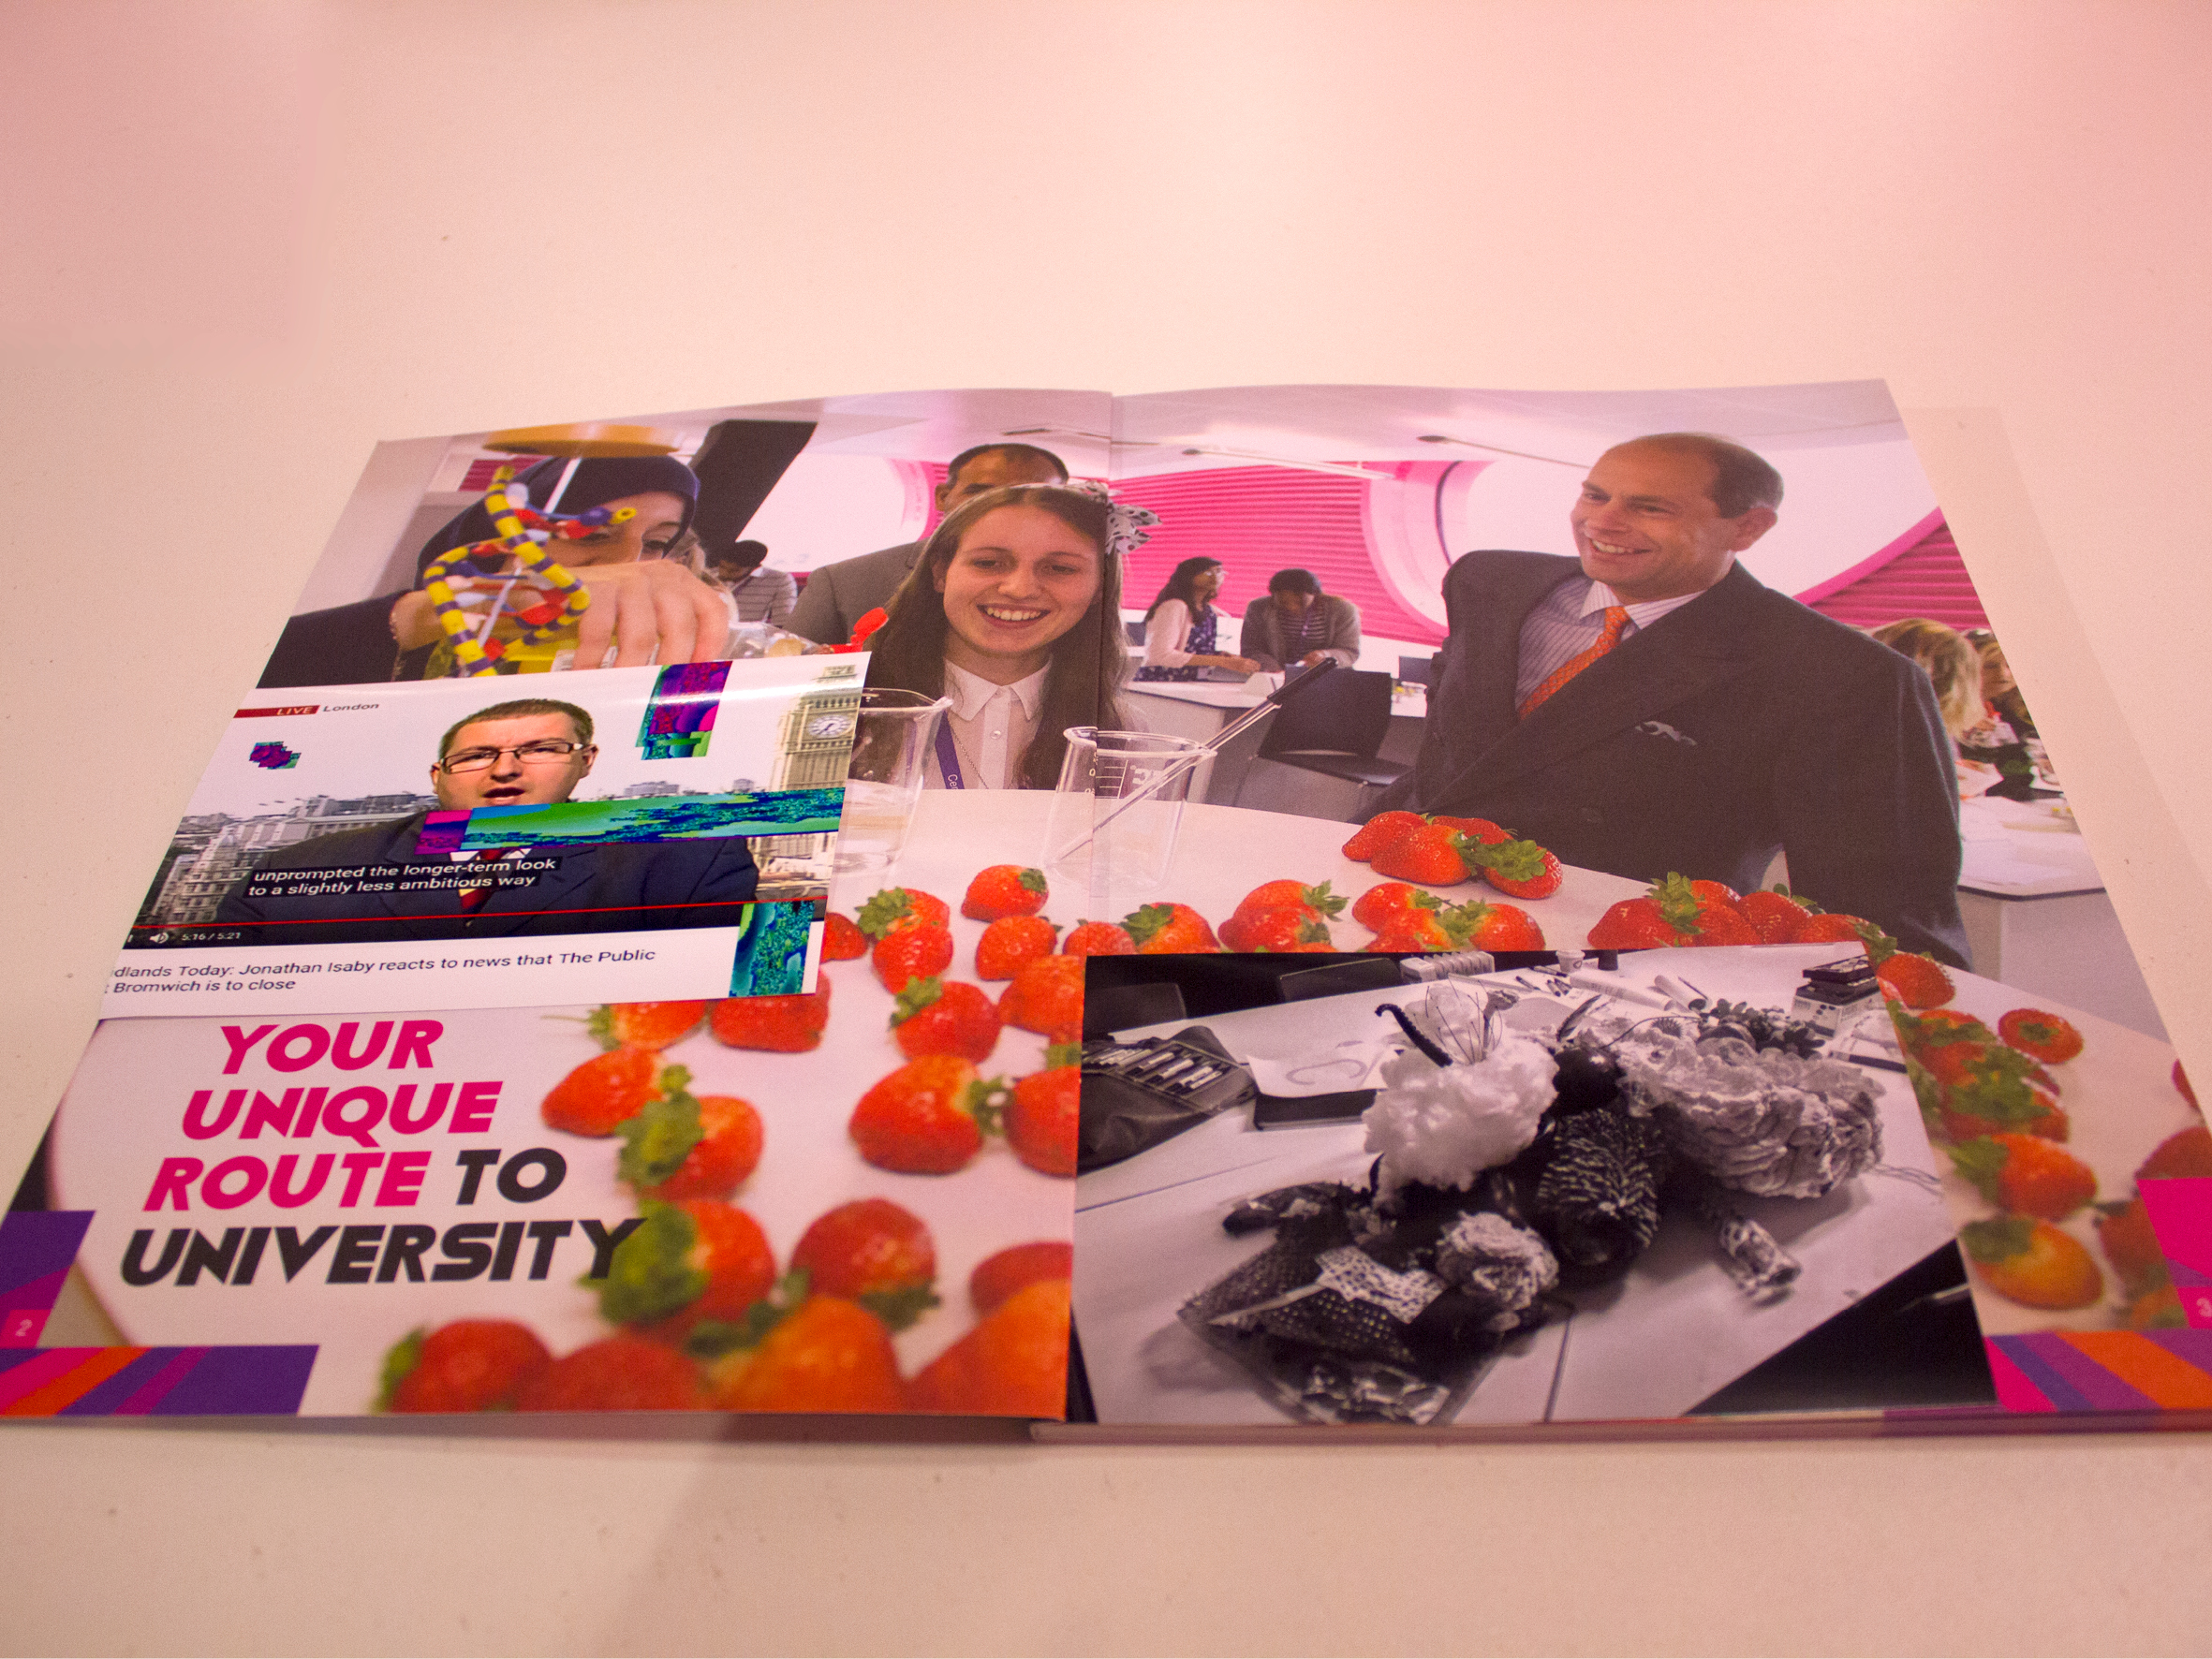 LIVE London
unprompted the longer-term look
to a slightly less ambitious way
5:16 / 5:21
dlands Today: Jonathan Isaby reacts to news that The Public
Bromwich is to close
YOUR
UNIQUE
ROUTE TO
UNIVERSITY
2
3